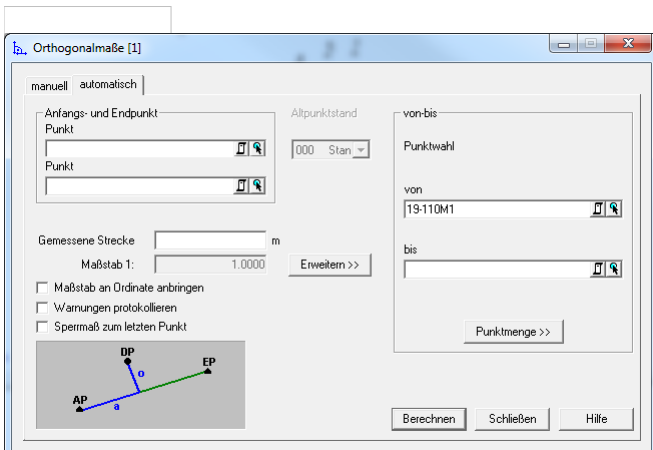 Orthogonalmaße [1]
manuell automatisch
Anfangs- und Endpunkt
Punkt
Punkt
Altpunktstand
000 Stan
von-bis
Punktwahl
von
19-110M1
bis
Punktmenge >>
Gemessene Strecke m
Maßstab 1: 1.0000
Erweitern >>
Maßstab an Ordinate anbringen
Warnungen protokollieren
Sperrmaß zum letzten Punkt
DP
o
EP
AP
a
Berechnen Schließen Hilfe